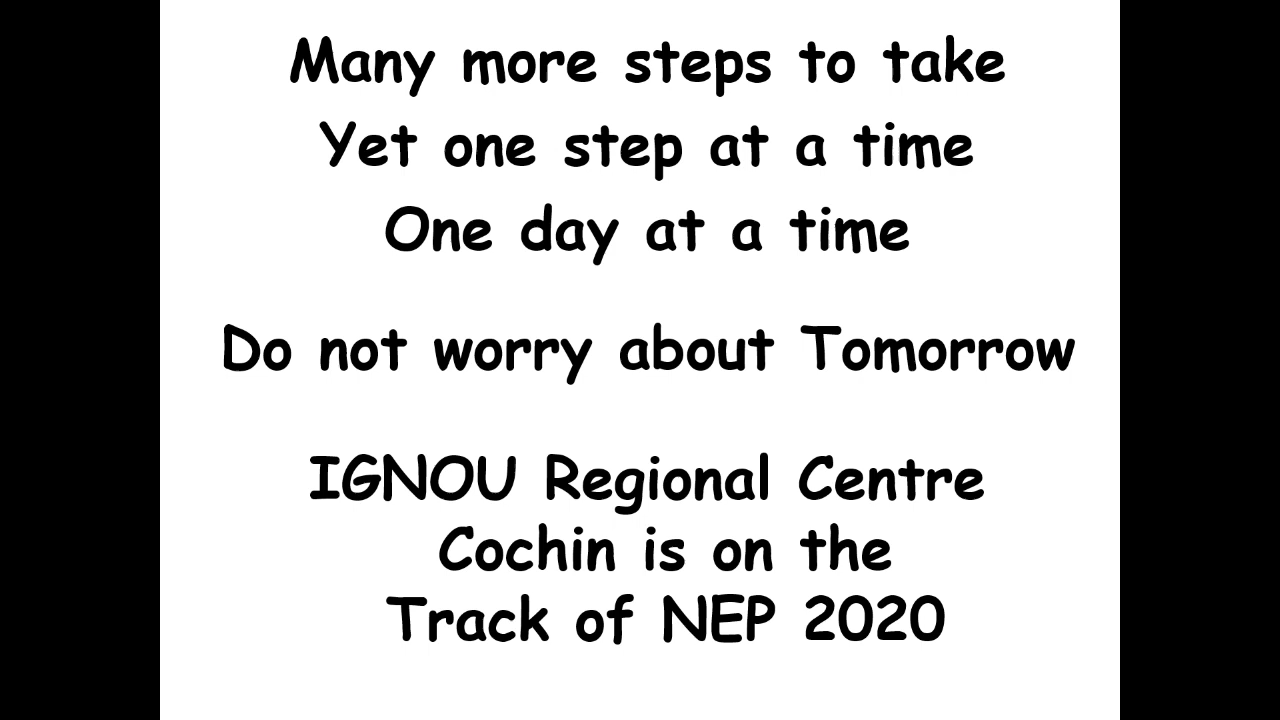 Many more steps to take
Yet one step at a time
One day at a time
Do not worry about Tomorrow
IGNOU Regional Centre
Cochin is on the
Track of NEP 2020